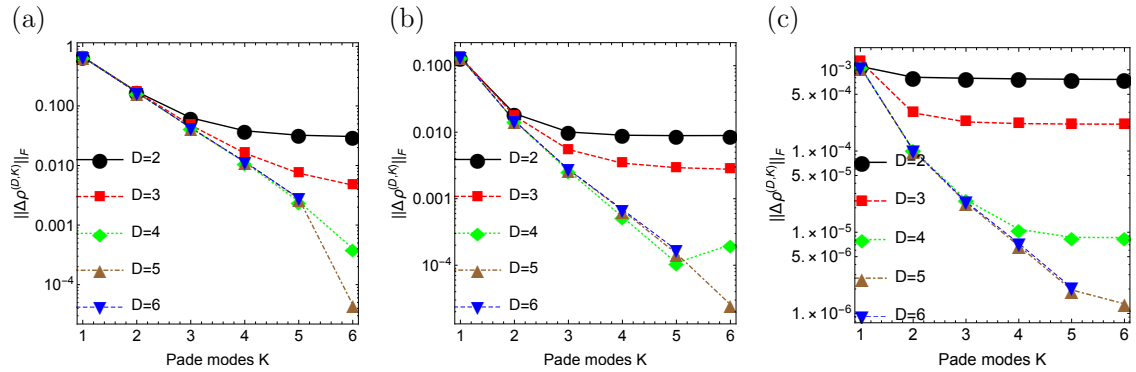 (a)
1
0.100
0.010
0.001
10⁻⁴
||Δρ^(D,K)||_F
D=2
D=3
D=4
D=5
D=6
1 2 3 4 5 6
Pade modes K
(b)
0.100
0.010
0.001
10⁻⁴
||Δρ^(D,K)||_F
D=2
D=3
D=4
D=5
D=6
1 2 3 4 5 6
Pade modes K
(c)
10⁻³
5.×10⁻⁴
1.×10⁻⁴
5.×10⁻⁵
1.×10⁻⁵
5.×10⁻⁶
1.×10⁻⁶
||Δρ^(D,K)||_F
D=2
D=3
D=4
D=5
D=6
1 2 3 4 5 6
Pade modes K